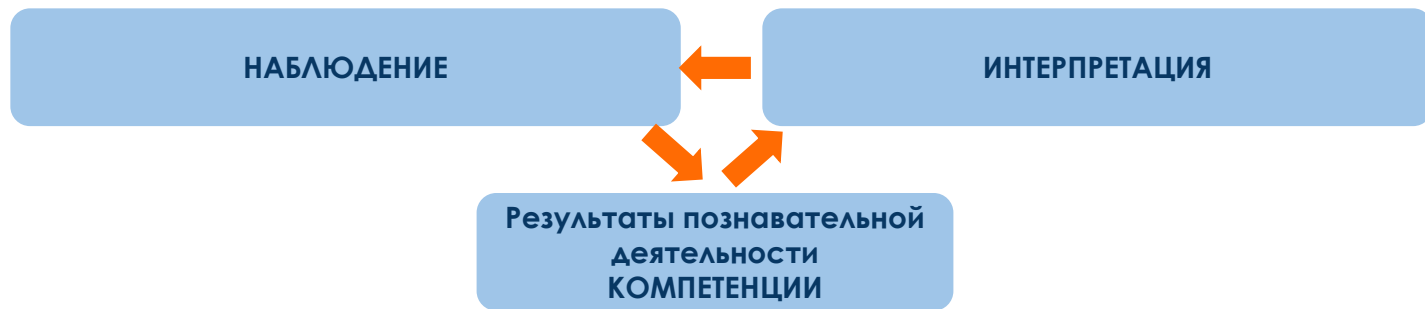 НАБЛЮДЕНИЕ
ИНТЕРПРЕТАЦИЯ
Результаты познавательной
деятельности
КОМПЕТЕНЦИИ